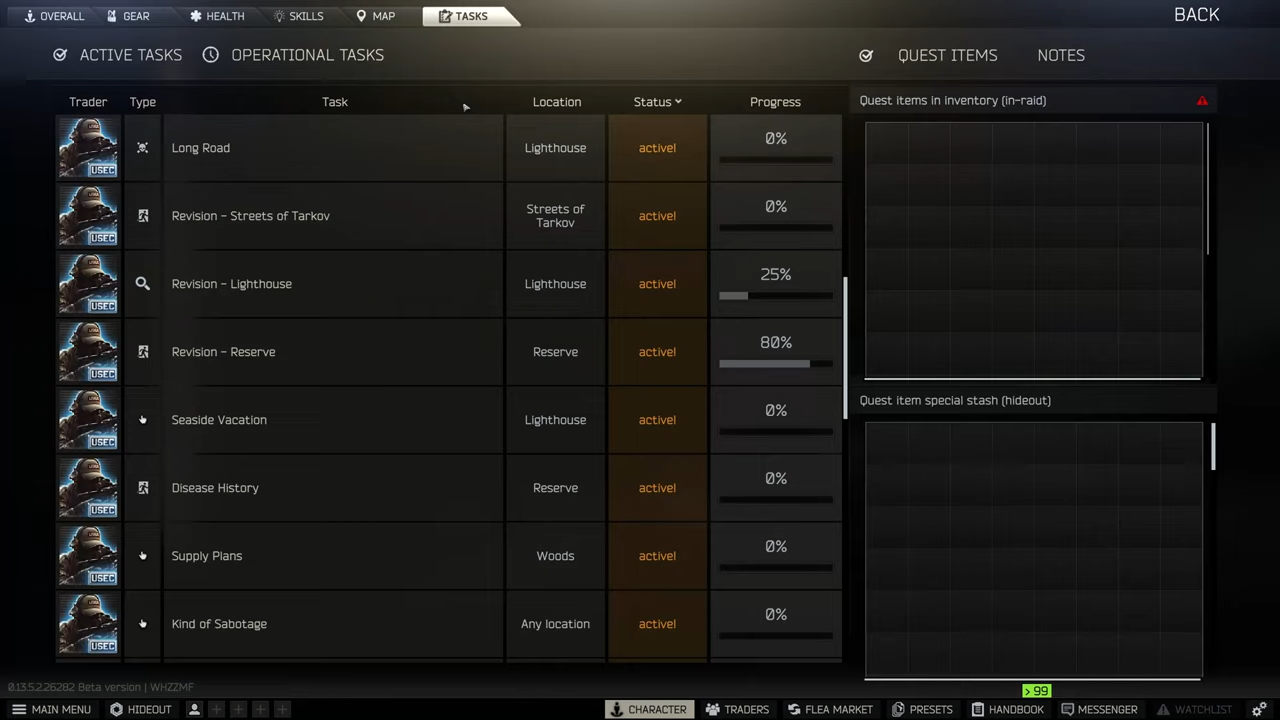 OVERALL
GEAR
HEALTH
SKILLS
MAP
TASKS
BACK
ACTIVE TASKS
OPERATIONAL TASKS
QUEST ITEMS
NOTES
Trader
Type
Task
Location
Status
Progress
Quest items in inventory (in-raid)
USEC
Long Road
Lighthouse
active!
0%
USEC
Revision – Streets of Tarkov
Streets of
Tarkov
active!
0%
USEC
Revision – Lighthouse
Lighthouse
active!
25%
USEC
Revision – Reserve
Reserve
active!
80%
Quest item special stash (hideout)
USEC
Seaside Vacation
Lighthouse
active!
0%
USEC
Disease History
Reserve
active!
0%
USEC
Supply Plans
Woods
active!
0%
USEC
Kind of Sabotage
Any location
active!
0%
0.13.5.2.26282 Beta version | WHZZMF
> 99
MAIN MENU
HIDEOUT
CHARACTER
TRADERS
FLEA MARKET
PRESETS
HANDBOOK
MESSENGER
WATCHLIST